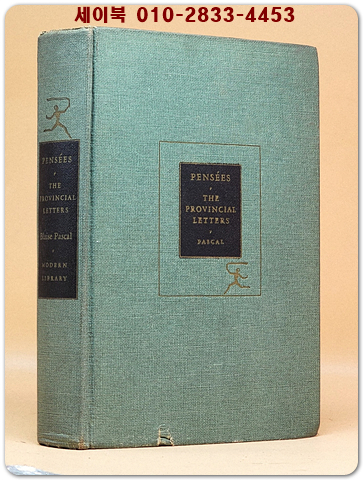 세이북 010-2833-4453
PENSÉES
THE
PROVINCIAL
LETTERS
Blaise Pascal
MODERN
LIBRARY
PENSÉES
THE
PROVINCIAL
LETTERS
PASCAL